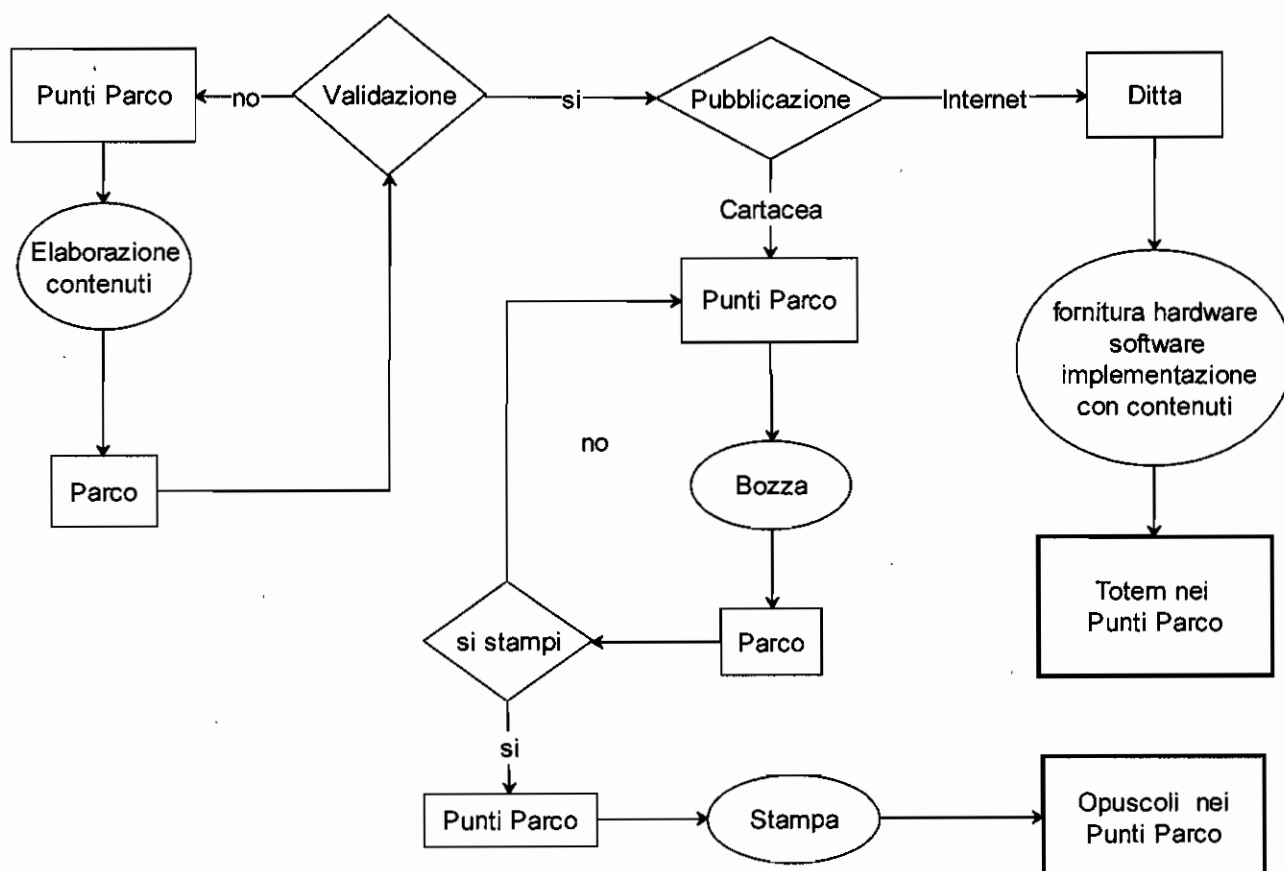 Punti Parco
no
Validazione
si
Pubblicazione
Internet
Ditta
Cartacea
Elaborazione
contenuti
Punti Parco
fornitura hardware
software
implementazione
con contenuti
no
Bozza
Parco
Totem nei
Punti Parco
si stampi
Parco
si
Punti Parco
Stampa
Opuscoli nei
Punti Parco